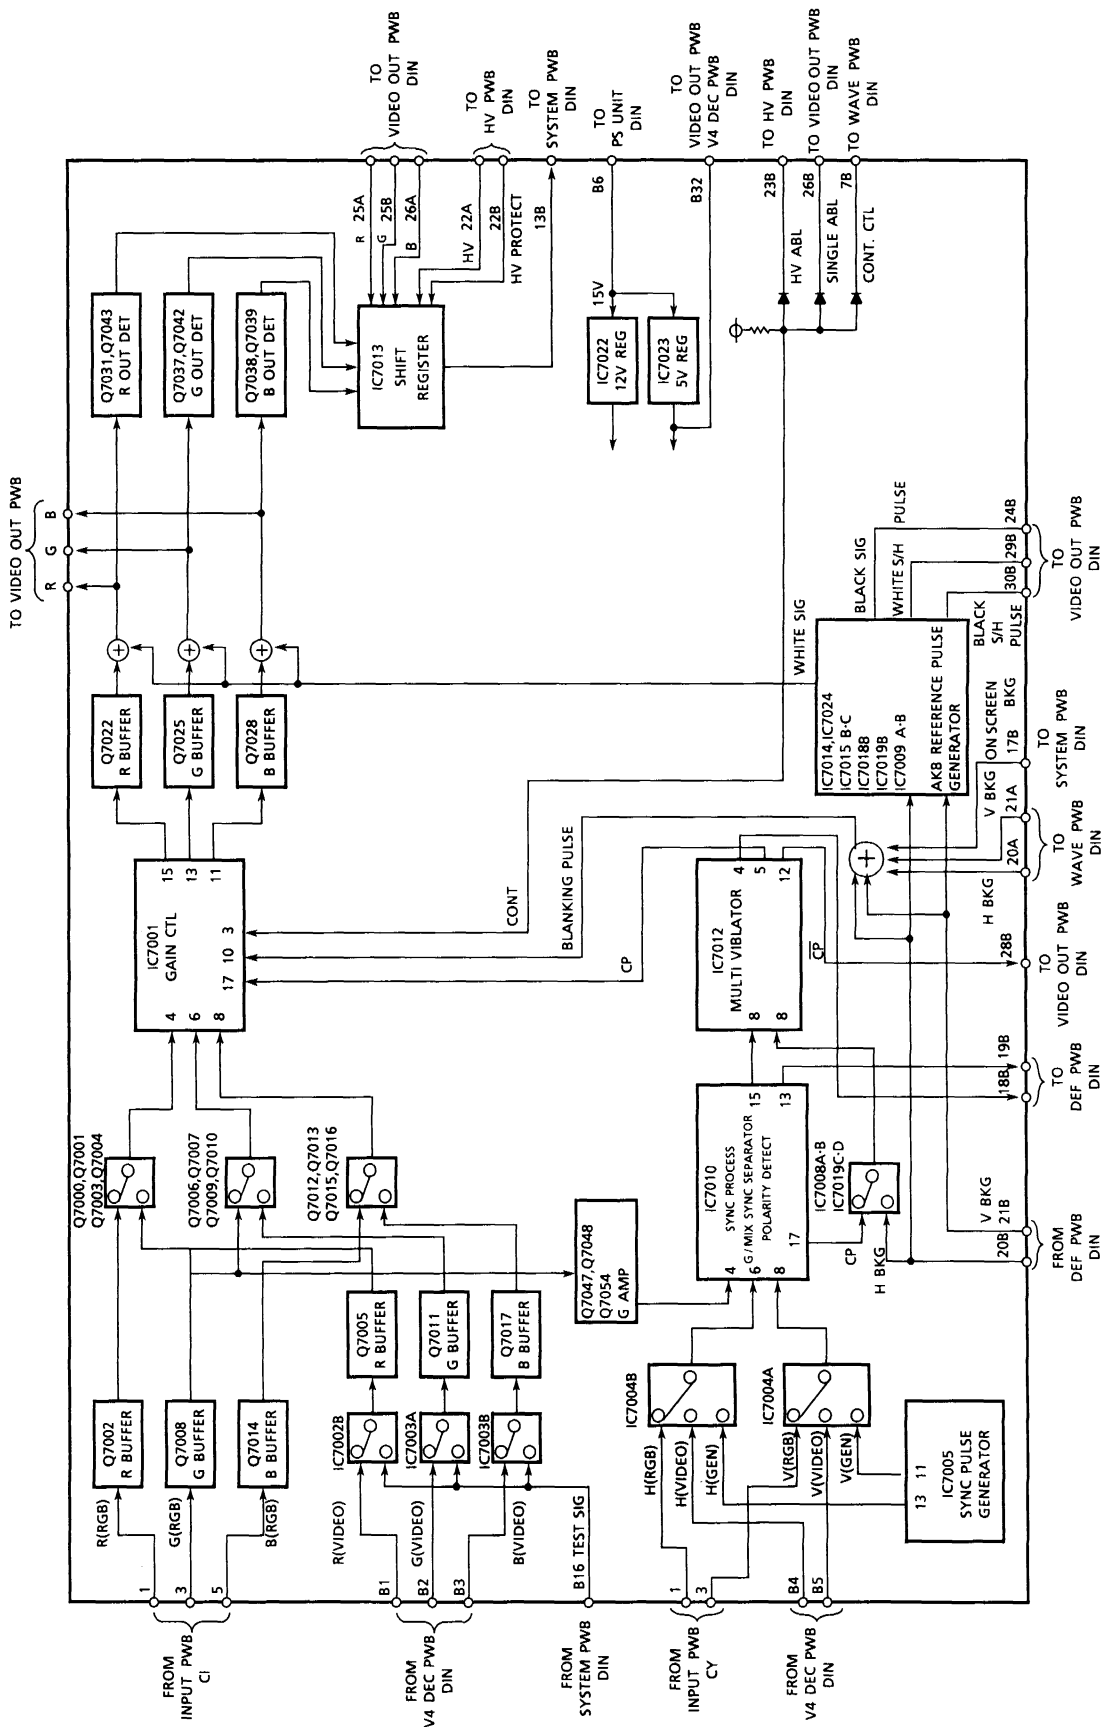 FROM
INPUT PWB
CI
1
3
5
R(RGB)
G(RGB)
B(RGB)
Q7002
R BUFFER
Q7008
G BUFFER
Q7014
B BUFFER
FROM
V4 DEC PWB
DIN
B1
B2
B3
R(VIDEO)
G(VIDEO)
B(VIDEO)
IC7002B
IC7003A
IC7003B
Q7005
R BUFFER
Q7011
G BUFFER
Q7017
B BUFFER
FROM
SYSTEM PWB
DIN
B16 TEST SIG
FROM
INPUT PWB
CY
1
3
FROM
V4 DEC PWB
DIN
B4
B5
H(RGB)
H(VIDEO)
H(GEN)
IC7004B
V(RGB)
V(VIDTEO)
V(GEN)
IC7004A
13 11
IC7005
SYNC PULSE
GENERATOR
Q7000,Q7001
Q7003,Q7004
Q7006,Q7007
Q7009,Q7010
Q7012,Q7013
Q7015,Q7016
Q7047,Q7048
Q7054
G AMP
IC7010
SYNC PROCESS
G/MIX SYNC SEPARATOR
POLARITY DETECT
4
6
8
17
15
13
CP
H BKG
IC7008A·B
IC7019C·D
V BKG
20B
21B
FROM
DEF PWB
DIN
IC7001
GAIN CTL
4
6
8
17
10
3
15
13
11
CONT
BLANKING PULSE
CP
IC7012
MULTI VIBLATOR
8
8
4
5
12
CP
18B
19B
TO
DEF PWB
DIN
28B
TO
VIDEO OUT PWB
DIN
H BKG
20A
V BKG
21A
TO
WAVE PWB
DIN
ON SCREEN
17B BKG
TO
SYSTEM PWB
DIN
Q7022
R BUFFER
Q7025
G BUFFER
Q7028
B BUFFER
IC7014,IC7024
IC7015 B·C
IC7018B
IC7019B
IC7009 A·B
AKB REFERENCE PULSE
GENERATOR
WHITE SIG
BLACK SIG
PULSE
WHITE S/H
BLACK
S/H
PULSE
30B
29B
24B
TO
VIDEO OUT PWB
DIN
TO VIDEO OUT PWB
R
G
B
Q7031,Q7043
R OUT DET
Q7037,Q7042
G OUT DET
Q7038,Q7039
B OUT DET
IC7013
SHIFT
REGISTER
R
25A
G
25B
B
26A
TO
VIDEO OUT PWB
DIN
HV
22A
22B
HV PROTECT
TO
HV PWB
DIN
13B
TO
SYSTEM PWB
DIN
15V
B6
TO
PS UNIT
DIN
IC7022
12V REG
IC7023
5V REG
B32
TO
VIDEO OUT PWB
V4 DEC PWB
DIN
HV ABL
23B
TO HV PWB
DIN
SINGLE ABL
26B
TO VIDEO OUT PWB
DIN
CONT. CTL
7B
TO WAVE PWB
DIN